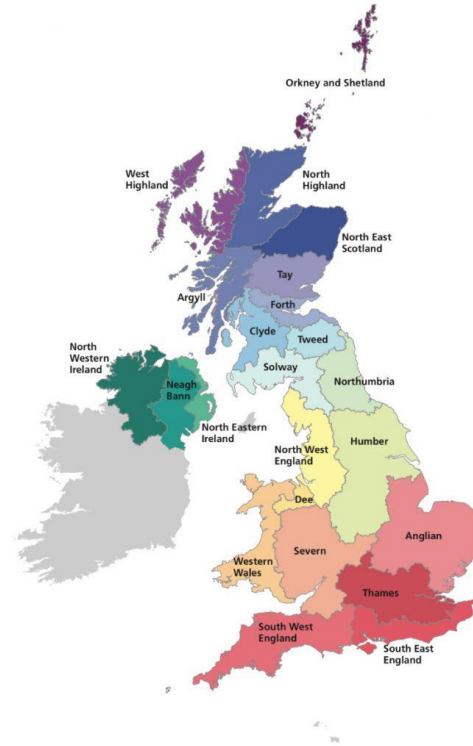 Orkney and Shetland
West
Highland
North
Highland
North East
Scotland
Tay
Argyll
Forth
Clyde
Tweed
Solway
North
Western
Ireland
Neagh
Bann
Northumbria
North Eastern
Ireland
Humber
North West
England
Dee
Anglian
Severn
Western
Wales
Thames
South West
England
South East
England